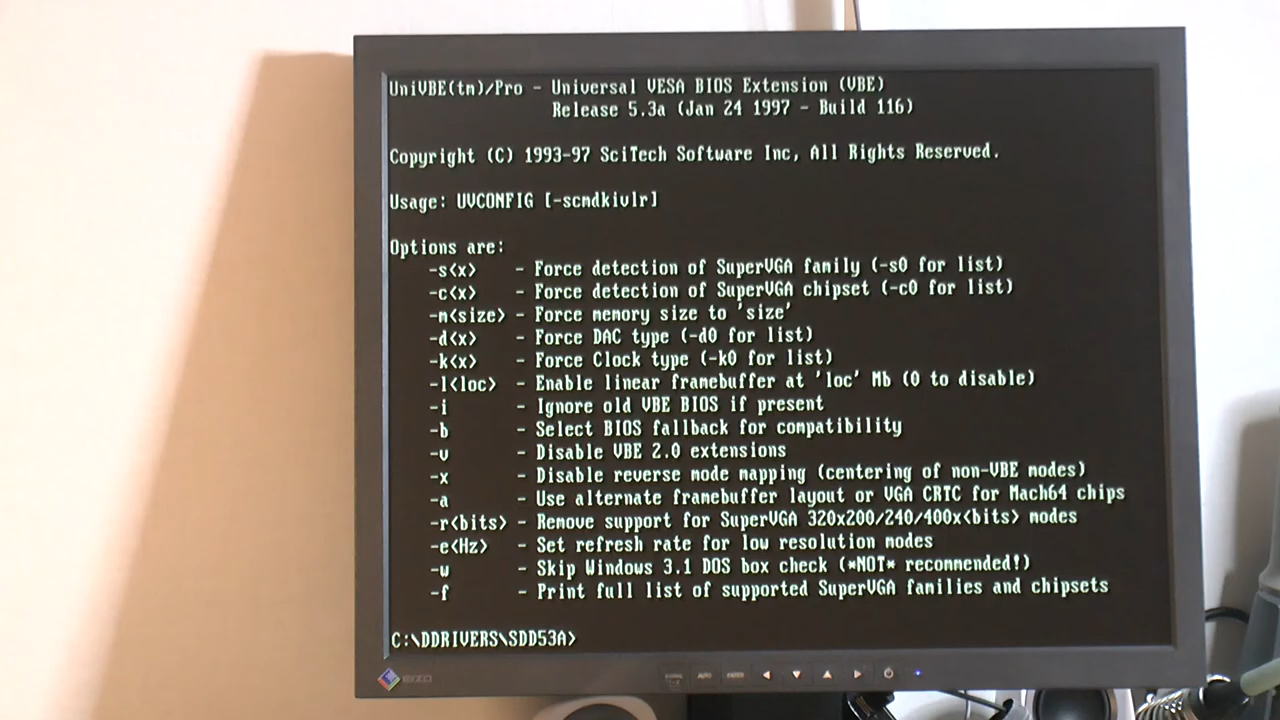 UniVBE(tm)/Pro - Universal VESA BIOS Extension (VBE)
Release 5.3a (Jan 24 1997 - Build 116)
Copyright (C) 1993-97 SciTech Software Inc, All Rights Reserved.
Usage: UVCONFIG [-scmdkivlr]
Options are:
-s<x> - Force detection of SuperVGA family (-s0 for list)
-c<x> - Force detection of SuperVGA chipset (-c0 for list)
-m<size> - Force memory size to 'size'
-d<x> - Force DAC type (-d0 for list)
-k<x> - Force Clock type (-k0 for list)
-l<loc> - Enable linear framebuffer at 'loc' Mb (0 to disable)
-i - Ignore old VBE BIOS if present
-b - Select BIOS fallback for compatibility
-v - Disable VBE 2.0 extensions
-x - Disable reverse mode mapping (centering of non-VBE modes)
-a - Use alternate framebuffer layout or VGA CRTC for Mach64 chips
-r<bits> - Remove support for SuperVGA 320x200/240/400x<bits> modes
-e<Hz> - Set refresh rate for low resolution modes
-w - Skip Windows 3.1 DOS box check (*NOT* recommended!)
-f - Print full list of supported SuperVGA families and chipsets
C:\DDRIVERS\SDD53A>
EIZO
AUTO ENTER